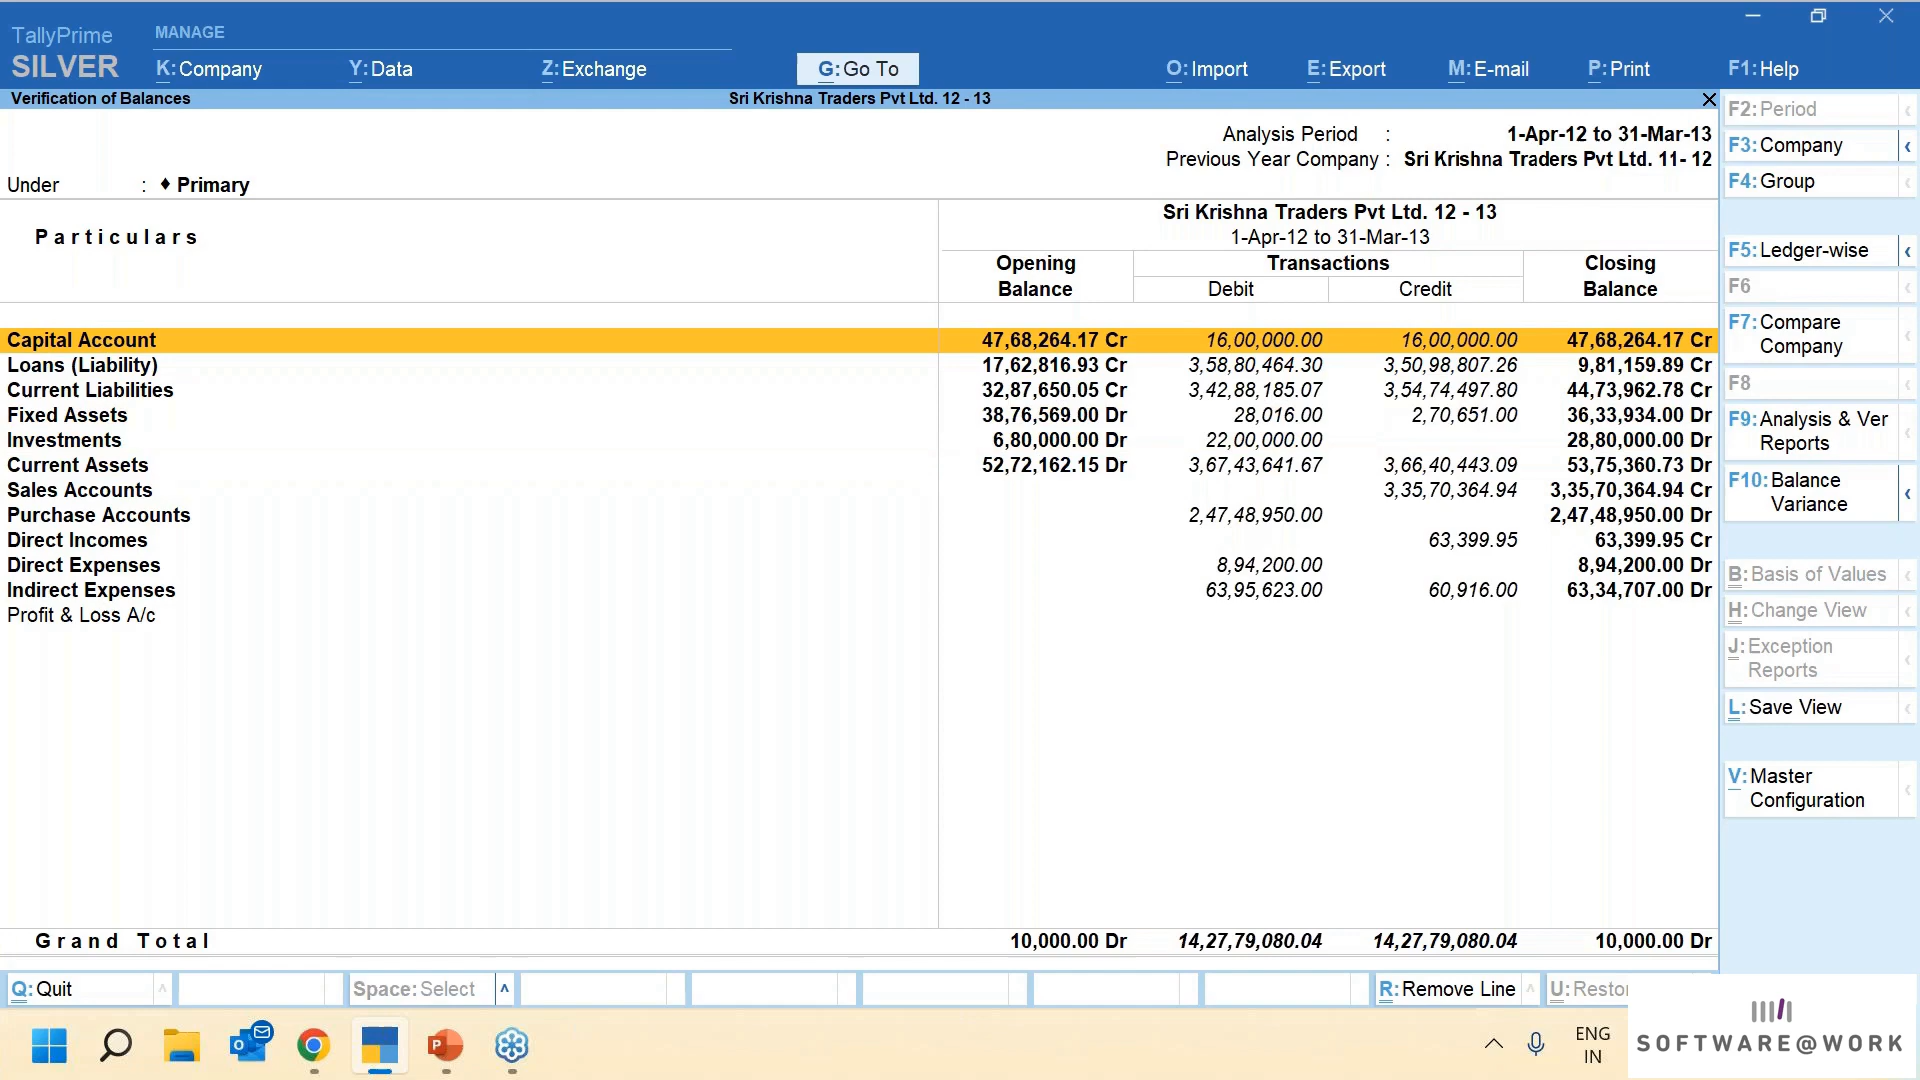 TallyPrime
SILVER
MANAGE
K:Company
Y:Data
Z:Exchange
G:Go To
O:Import
E:Export
M:E-mail
P:Print
F1:Help
Verification of Balances
Sri Krishna Traders Pvt Ltd. 12 - 13
Analysis Period : 1-Apr-12 to 31-Mar-13
Previous Year Company : Sri Krishna Traders Pvt Ltd. 11- 12
Under : ♦ Primary
Particulars
Sri Krishna Traders Pvt Ltd. 12 - 13
1-Apr-12 to 31-Mar-13
Opening Balance
Transactions
Debit
Credit
Closing Balance
Capital Account 47,68,264.17 Cr 16,00,000.00 16,00,000.00 47,68,264.17 Cr
Loans (Liability) 17,62,816.93 Cr 3,58,80,464.30 3,50,98,807.26 9,81,159.89 Cr
Current Liabilities 32,87,650.05 Cr 3,42,88,185.07 3,54,74,497.80 44,73,962.78 Cr
Fixed Assets 38,76,569.00 Dr 28,016.00 2,70,651.00 36,33,934.00 Dr
Investments 6,80,000.00 Dr 22,00,000.00 28,80,000.00 Dr
Current Assets 52,72,162.15 Dr 3,67,43,641.67 3,66,40,443.09 53,75,360.73 Dr
Sales Accounts 3,35,70,364.94 3,35,70,364.94 Cr
Purchase Accounts 2,47,48,950.00 2,47,48,950.00 Dr
Direct Incomes 63,399.95 63,399.95 Cr
Direct Expenses 8,94,200.00 8,94,200.00 Dr
Indirect Expenses 63,95,623.00 60,916.00 63,34,707.00 Dr
Profit & Loss A/c
Grand Total 10,000.00 Dr 14,27,79,080.04 14,27,79,080.04 10,000.00 Dr
F2:Period
F3:Company
F4:Group
F5:Ledger-wise
F6
F7:Compare
Company
F8
F9:Analysis & Ver
Reports
F10:Balance
Variance
B:Basis of Values
H:Change View
J:Exception
Reports
L:Save View
V:Master
Configuration
Q:Quit
Space:Select
R:Remove Line
U:Resto
ENG
IN
SOFTWARE@WORK